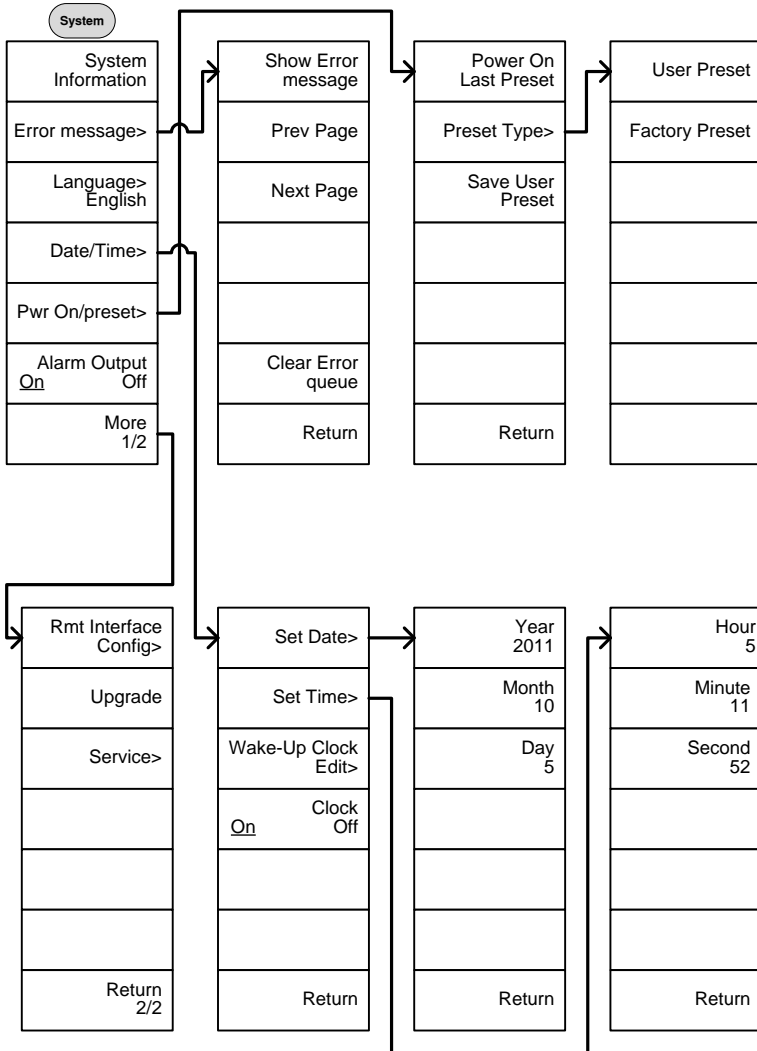 System
System
Information
Error message>
Language>
English
Date/Time>
Pwr On/preset>
Alarm Output
On Off
More
1/2
Show Error
message
Prev Page
Next Page
Clear Error
queue
Return
Power On
Last Preset
Preset Type>
Save User
Preset
Return
User Preset
Factory Preset
Rmt Interface
Config>
Upgrade
Service>
Return
2/2
Set Date>
Set Time>
Wake-Up Clock
Edit>
Clock
On Off
Return
Year
2011
Month
10
Day
5
Return
Hour
5
Minute
11
Second
52
Return